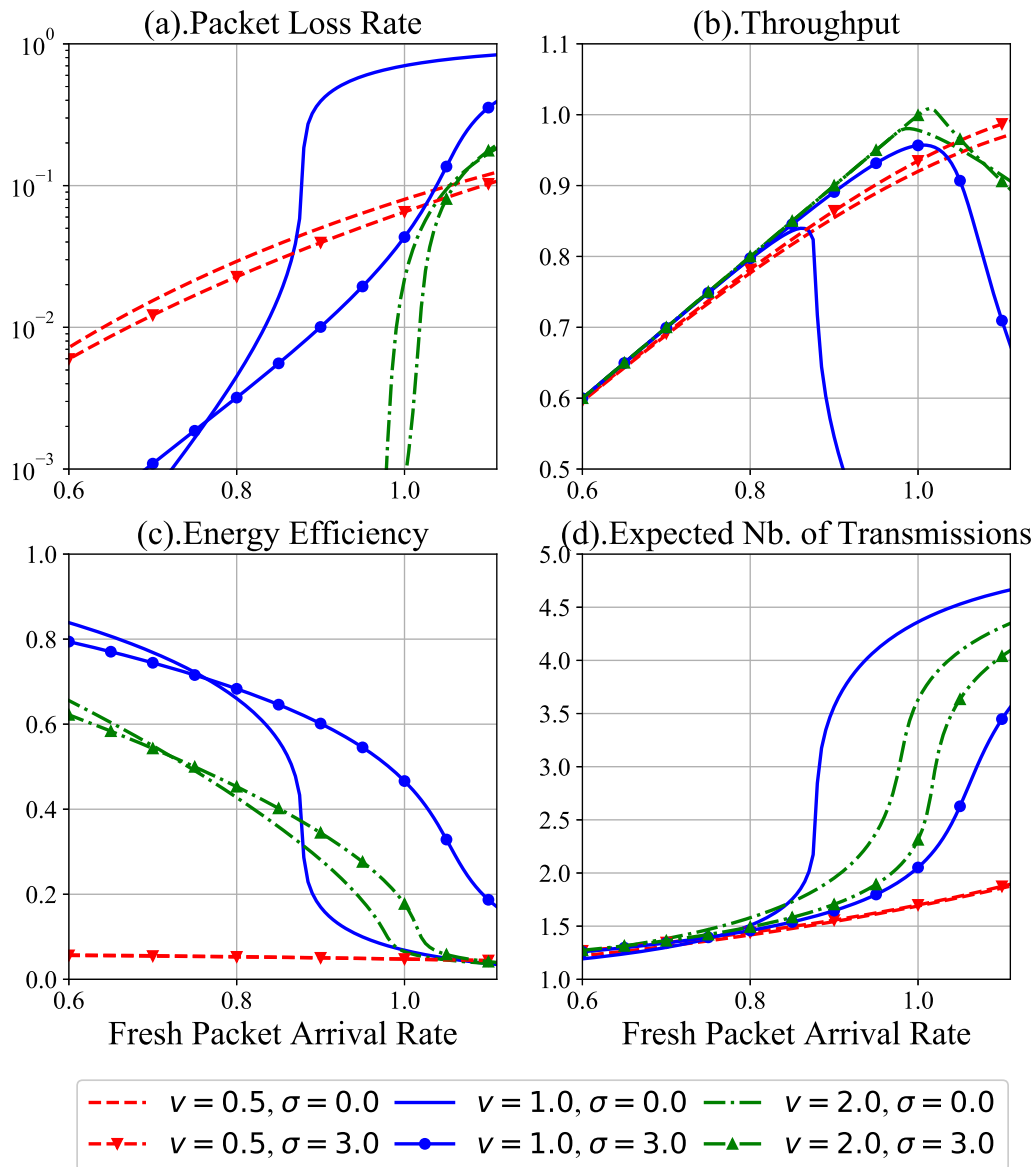 (a).Packet Loss Rate
10^0
10^-1
10^-2
10^-3
0.6 0.8 1.0
(b).Throughput
1.1
1.0
0.9
0.8
0.7
0.6
0.5
0.6 0.8 1.0
(c).Energy Efficiency
1.0
0.8
0.6
0.4
0.2
0.0
0.6 0.8 1.0
Fresh Packet Arrival Rate
(d).Expected Nb. of Transmissions
5.0
4.5
4.0
3.5
3.0
2.5
2.0
1.5
1.0
0.6 0.8 1.0
Fresh Packet Arrival Rate
v = 0.5, σ = 0.0 v = 1.0, σ = 0.0 v = 2.0, σ = 0.0
v = 0.5, σ = 3.0 v = 1.0, σ = 3.0 v = 2.0, σ = 3.0